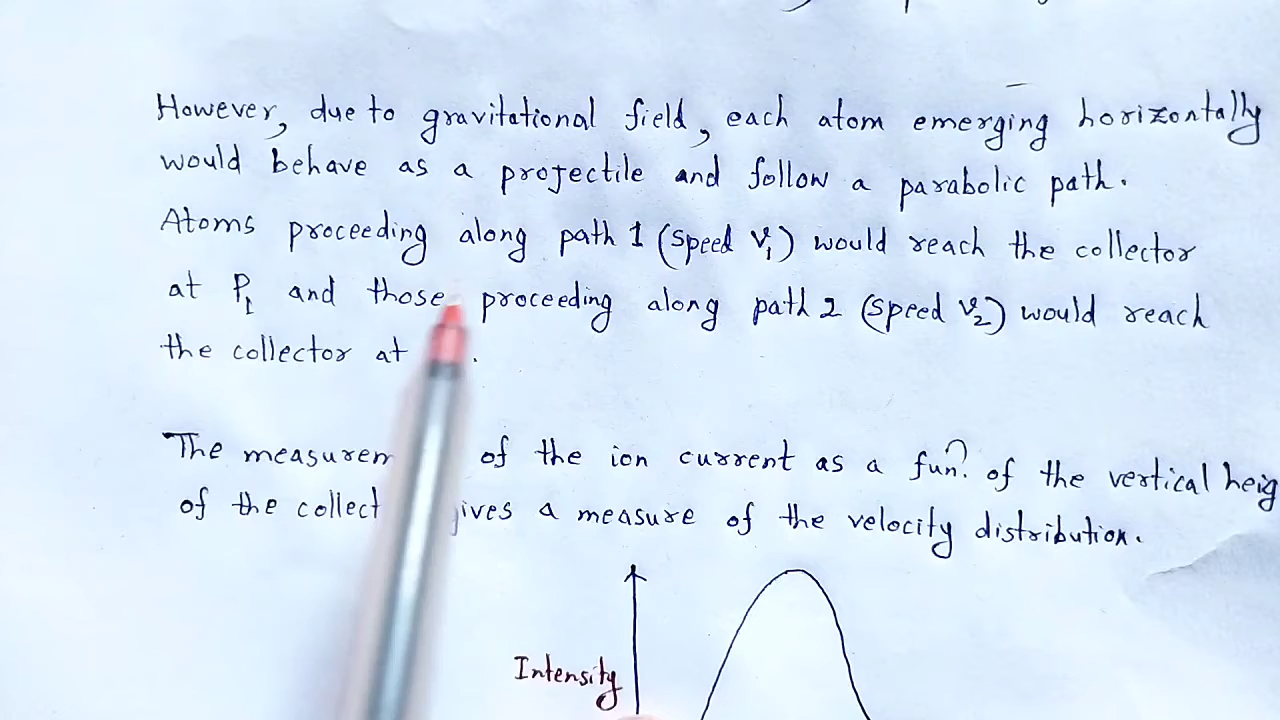 However, due to gravitational field, each atom emerging horizontally
would behave as a projectile and follow a parabolic path.
Atoms proceeding along path 1 (speed v₁) would reach the collector
at P₁ and those proceeding along path 2 (speed v₂) would reach
the collector at .
The measurem of the ion current as a fun? of the vertical heig
of the collect ives a measure of the velocity distribution.
Intensity